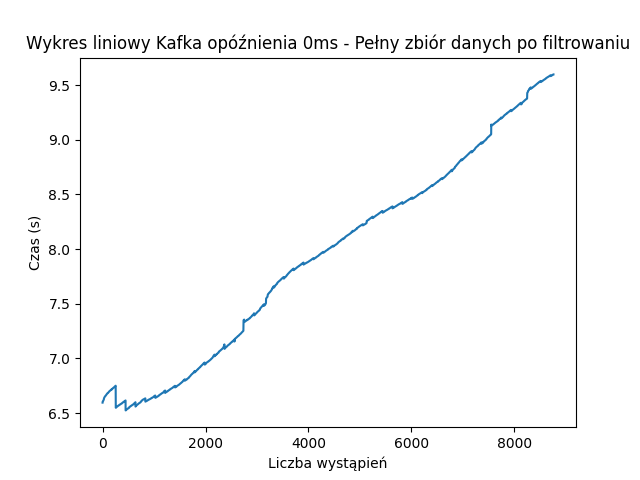 Wykres liniowy Kafka opóźnienia 0ms - Pełny zbiór danych po filtrowaniu
9.5
9.0
8.5
8.0
7.5
7.0
6.5
Czas (s)
0 2000 4000 6000 8000
Liczba wystąpień